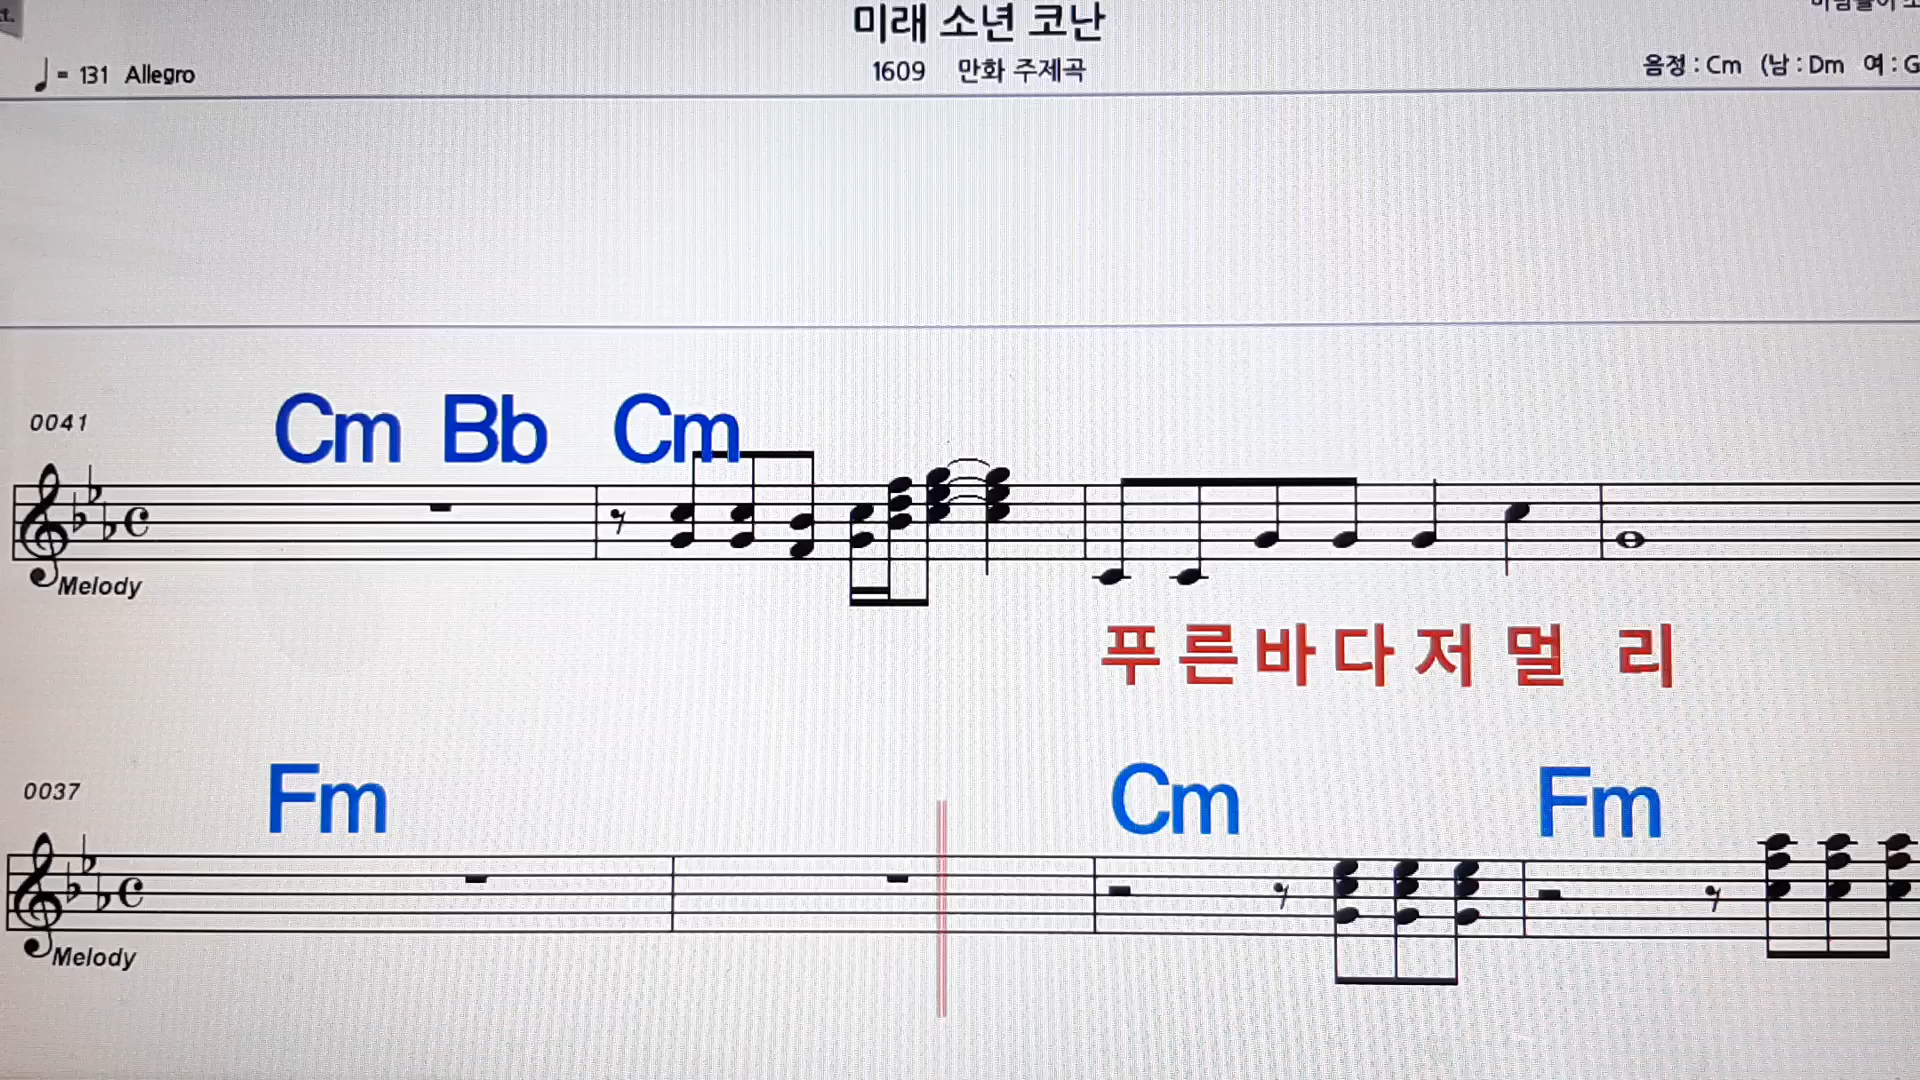 미래 소년 코난
= 131 Allegro
1609 만화 주제곡
음정 : Cm (남 : Dm 여 : G
0041
Cm Bb Cm
Melody
푸른바다저멀리
0037
Fm Cm Fm
Melody